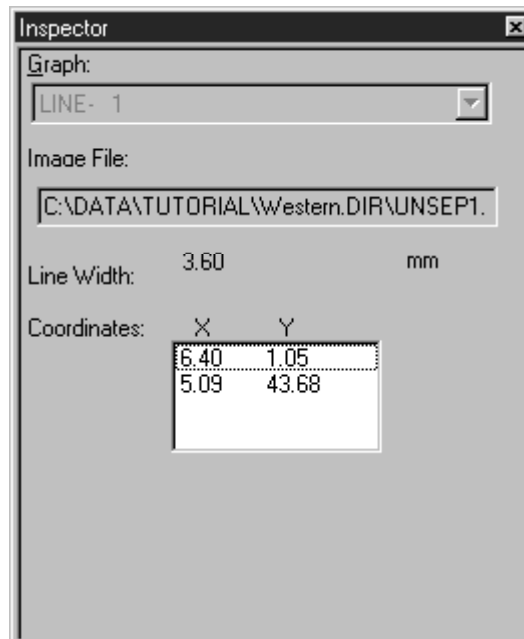 Inspector
Graph:
LINE- 1
Image File:
C:\DATA\TUTORIAL\Western.DIR\UNSEP1.
Line Width: 3.60 mm
Coordinates: X Y
6.40 1.05
5.09 43.68